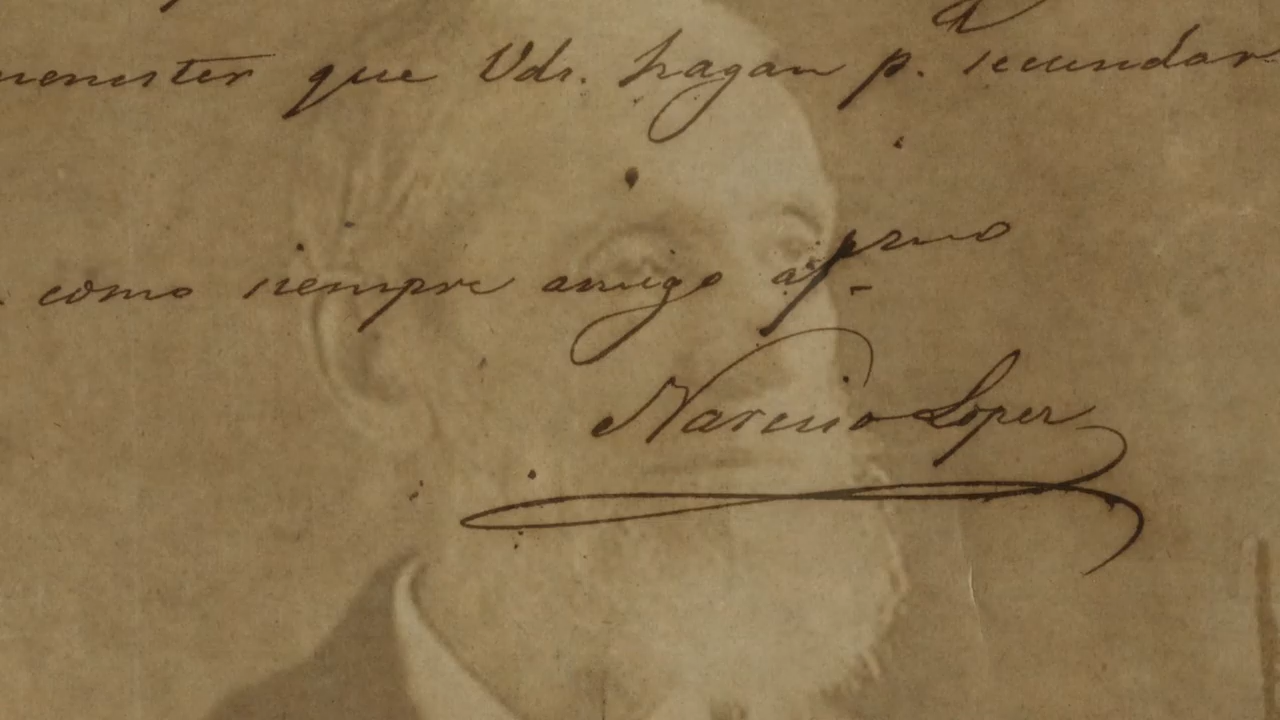 menester que Vds. hagan p. secundar
como siempre amigo afmo
Narciso Lopez